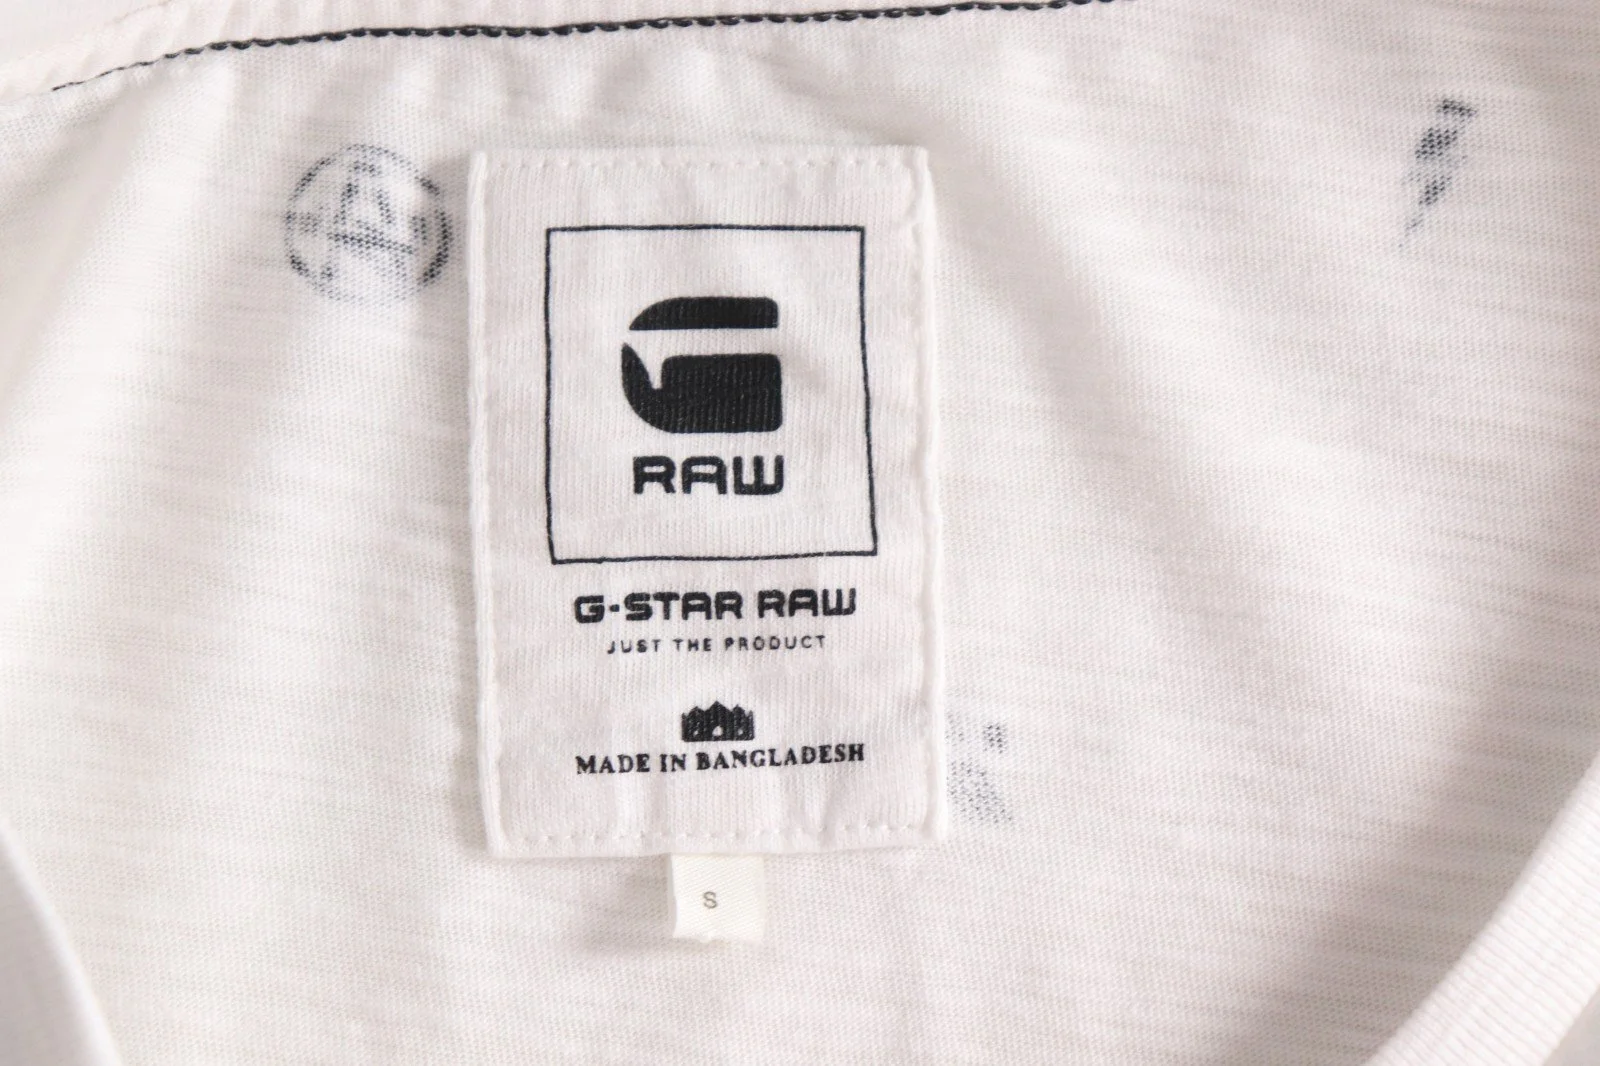 RAW
G-STAR RAW
JUST THE PRODUCT
MADE IN BANGLADESH
S